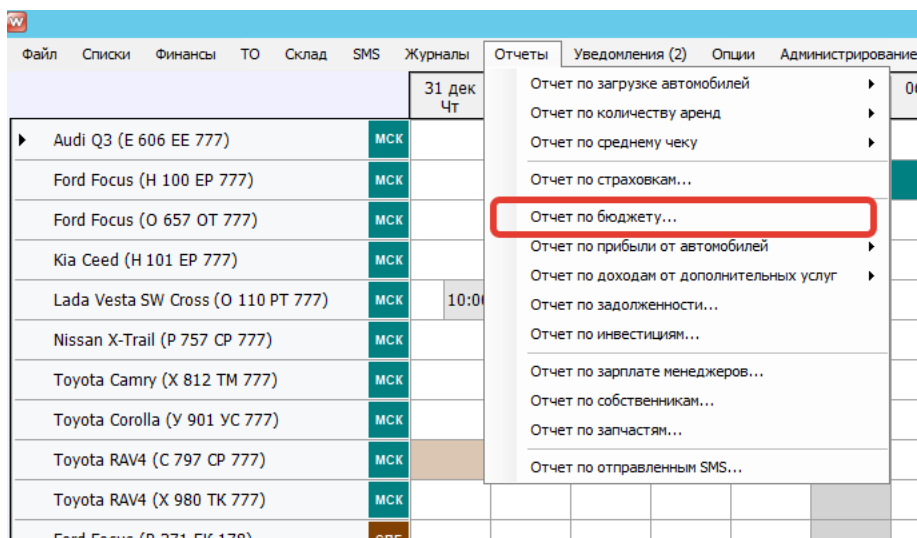 Файл Списки Финансы ТО Склад SMS Журналы Отчеты Уведомления (2) Опции Администрирование
31 дек
Чт
Отчет по загрузке автомобилей
Отчет по количеству аренд
Отчет по среднему чеку
Отчет по страховкам...
Отчет по бюджету...
Отчет по прибыли от автомобилей
Отчет по доходам от дополнительных услуг
Отчет по задолженности...
Отчет по инвестициям...
Отчет по зарплате менеджеров...
Отчет по собственникам...
Отчет по запчастям...
Отчет по отправленным SMS...
Audi Q3 (Е 606 ЕЕ 777) МСК
Ford Focus (Н 100 ЕР 777) МСК
Ford Focus (О 657 ОТ 777) МСК
Kia Ceed (Н 101 ЕР 777) МСК
Lada Vesta SW Cross (О 110 РТ 777) МСК
Nissan X-Trail (Р 757 СР 777) МСК
Toyota Camry (Х 812 ТМ 777) МСК
Toyota Corolla (У 901 УС 777) МСК
Toyota RAV4 (С 797 СР 777) МСК
Toyota RAV4 (Х 980 ТК 777) МСК